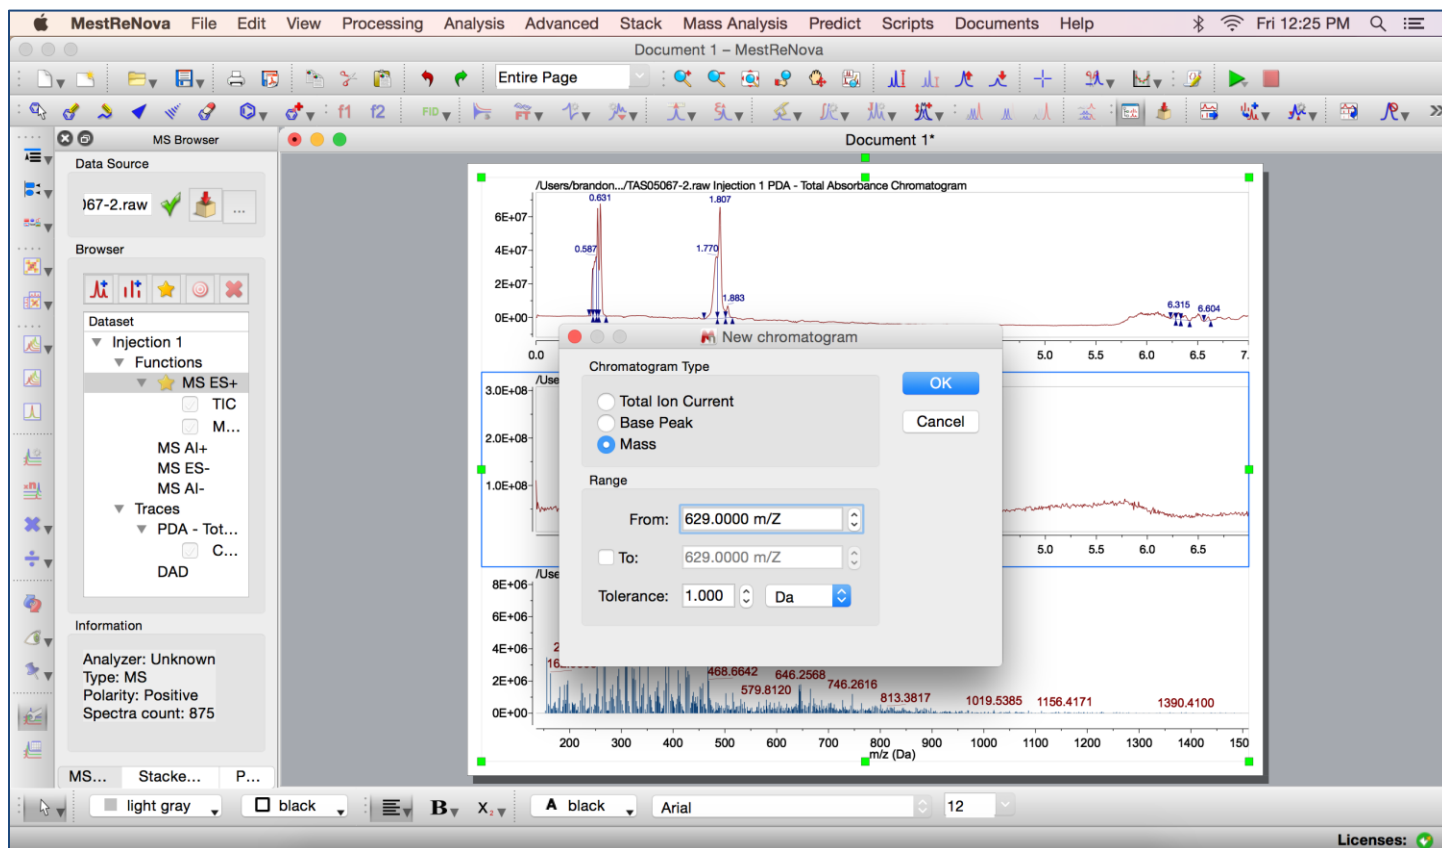 MestReNova File Edit View Processing Analysis Advanced Stack Mass Analysis Predict Scripts Documents Help Fri 12:25 PM
Document 1 – MestReNova
Entire Page
f1 f2 FID FT
MS Browser
Document 1*
Data Source
)67-2.raw
...
Browser
Dataset
Injection 1
Functions
MS ES+
TIC
M...
MS AI+
MS ES-
MS AI-
Traces
PDA - Tot...
C...
DAD
Information
Analyzer: Unknown
Type: MS
Polarity: Positive
Spectra count: 875
MS... Stacke... P...
/Users/brandon.../TAS05067-2.raw Injection 1 PDA - Total Absorbance Chromatogram
0.631 1.807
6E+07
0.587 1.770
4E+07
2E+07
1.883 6.315 6.604
0E+00
0.0 5.0 5.5 6.0 6.5 7.
/Use
3.0E+08
2.0E+08
1.0E+08
5.0 5.5 6.0 6.5
/Use
8E+06
6E+06
4E+06
2E+06
0E+00
468.6642 646.2568
579.8120 746.2616
813.3817 1019.5385 1156.4171 1390.4100
200 300 400 500 600 700 800 900 1000 1100 1200 1300 1400 150
m/z (Da)
New chromatogram
Chromatogram Type
Total Ion Current
Base Peak
Mass
OK
Cancel
Range
From: 629.0000 m/Z
To: 629.0000 m/Z
Tolerance: 1.000 Da
light gray black B X2 A black Arial 12
Licenses: